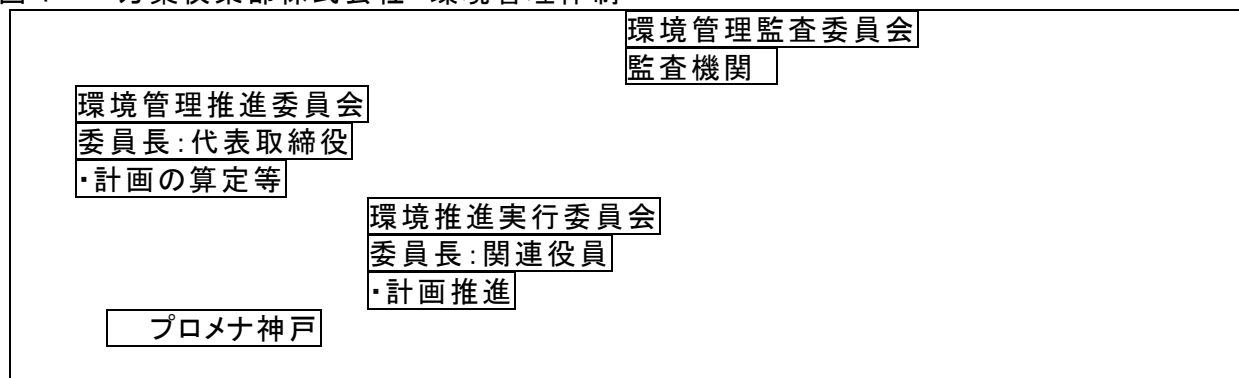 環境管理監査委員会
監査機関
環境管理推進委員会
委員長:代表取締役
・計画の算定等
環境推進実行委員会
委員長:関連役員
・計画推進
プロメナ神戸